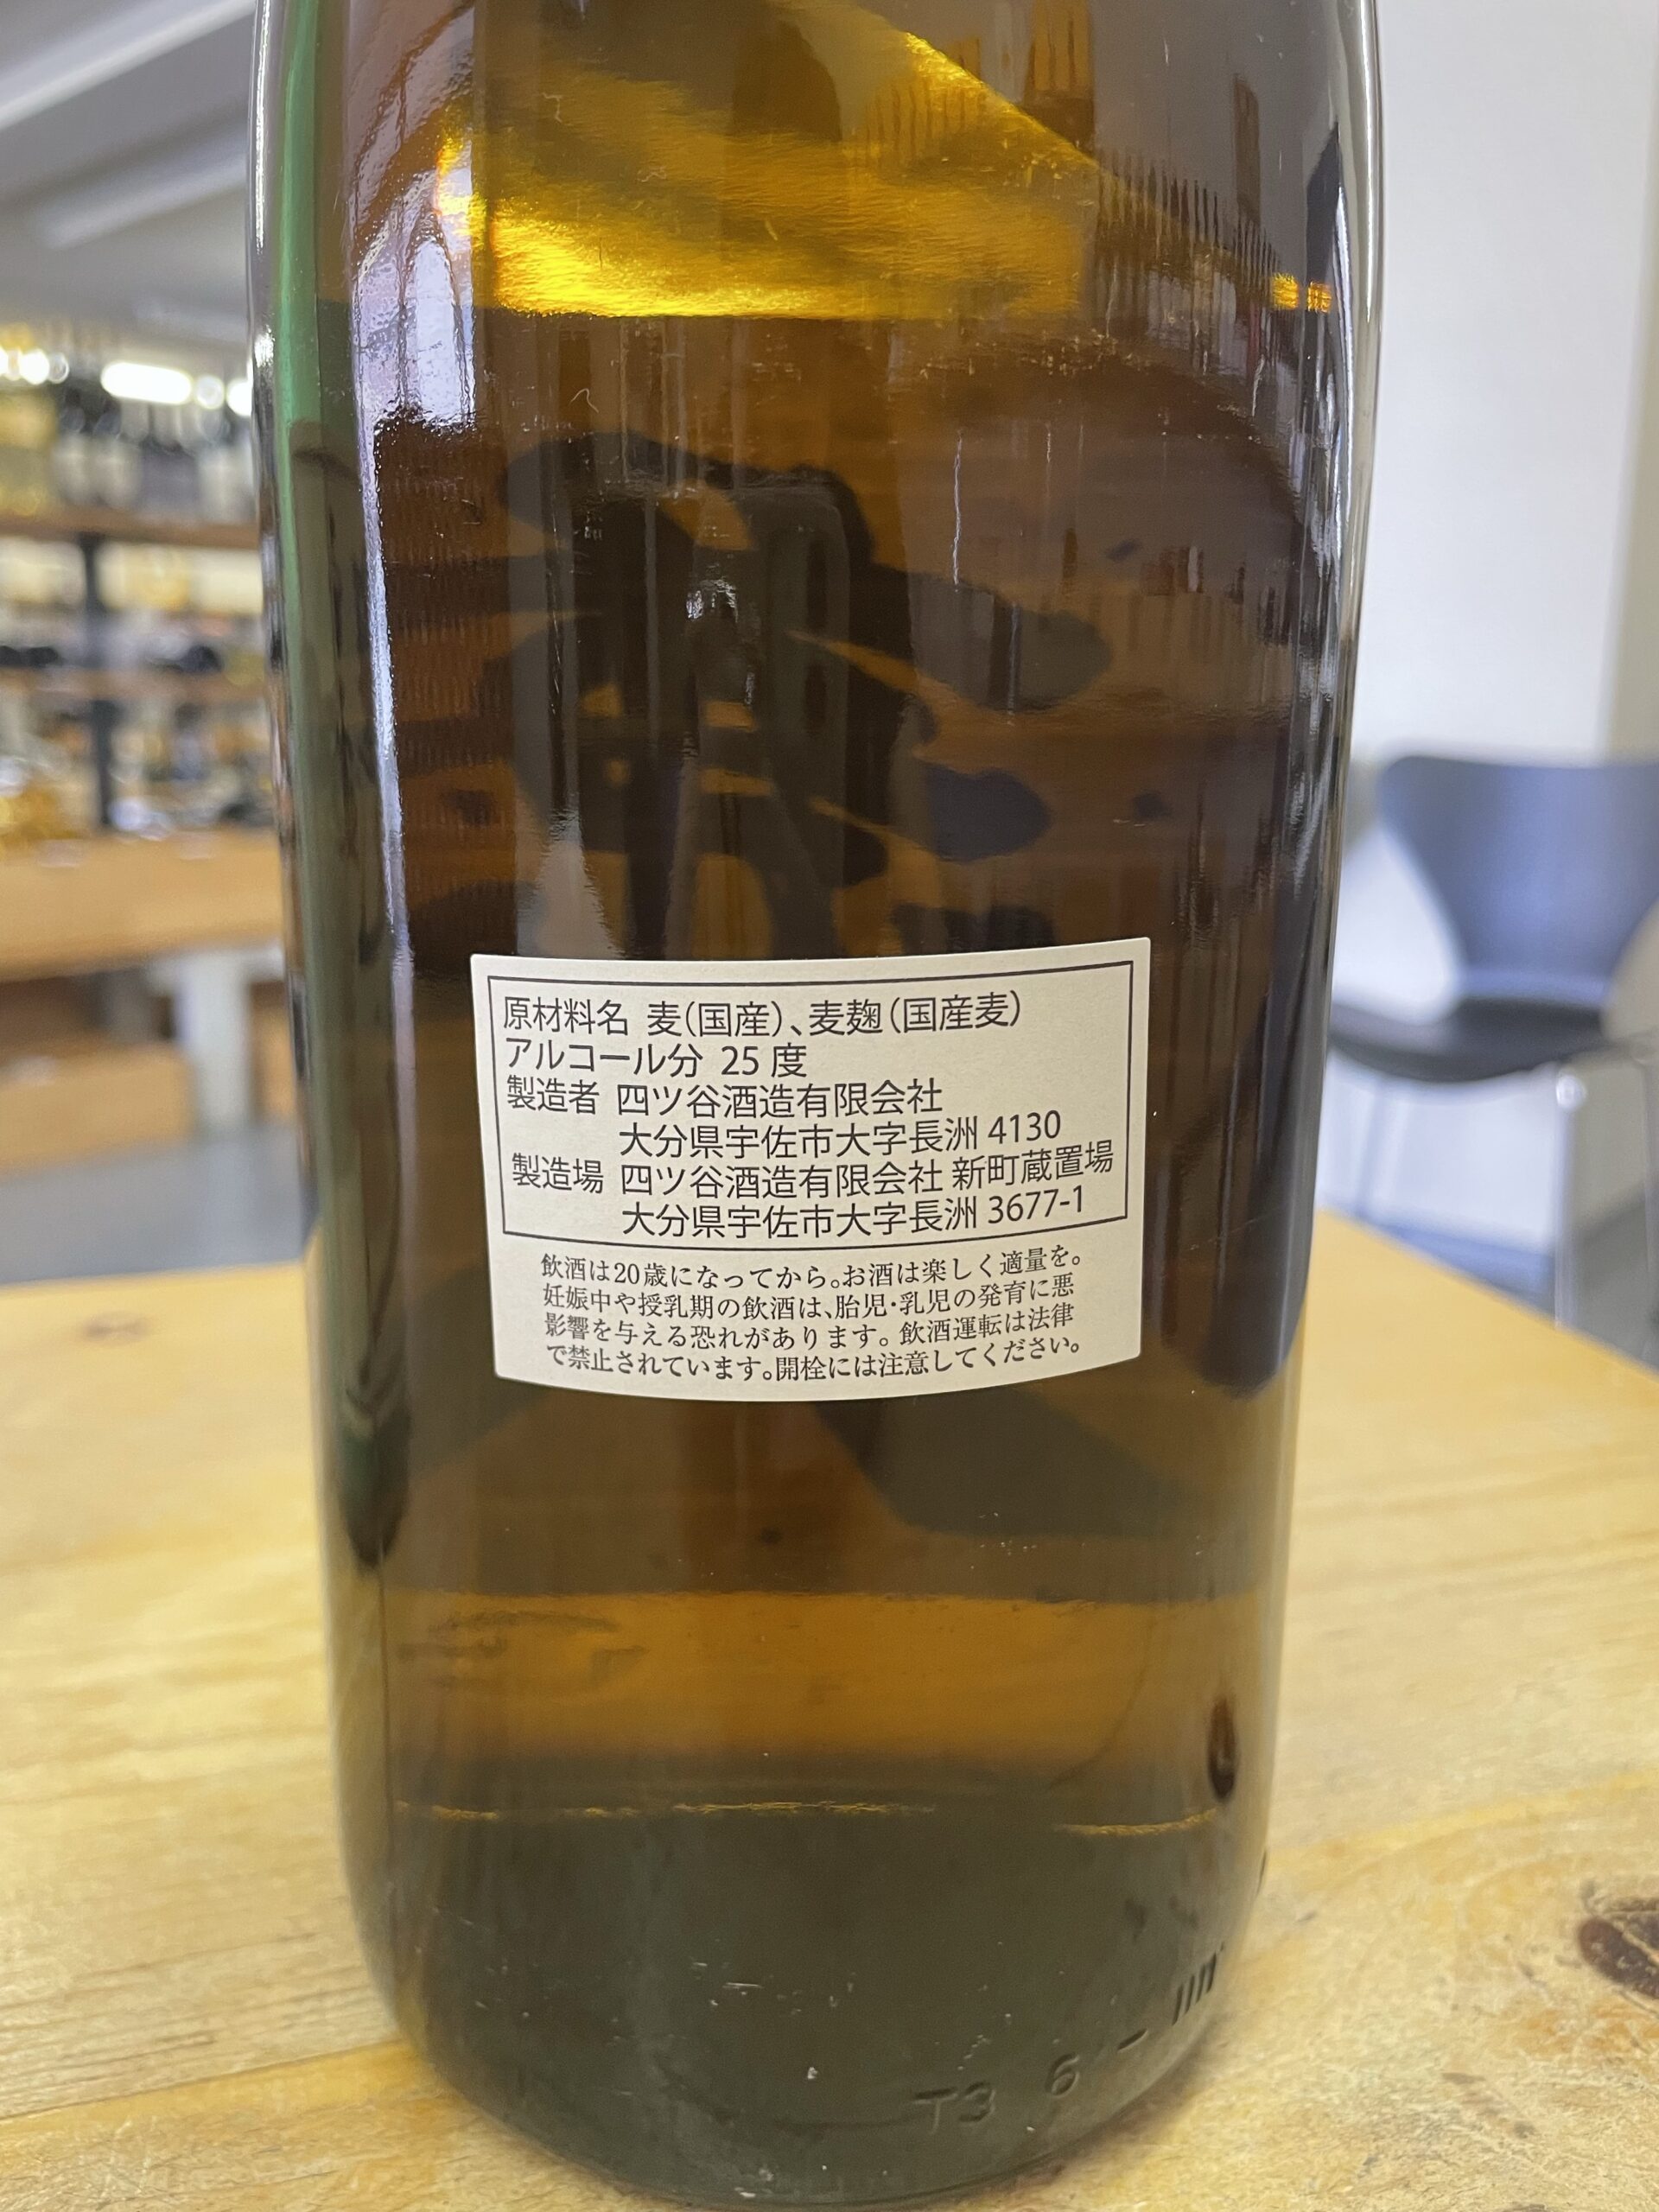 原材料名 麦(国産)、麦麹(国産麦)
アルコール分 25度
製造者 四ツ谷酒造有限会社
大分県宇佐市大字長洲 4130
製造場 四ツ谷酒造有限会社 新町蔵置場
大分県宇佐市大字長洲 3677-1
飲酒は20歳になってから。お酒は楽しく適量を。
妊娠中や授乳期の飲酒は、胎児・乳児の発育に悪
影響を与える恐れがあります。飲酒運転は法律
で禁止されています。開栓には注意してください。
T3 6